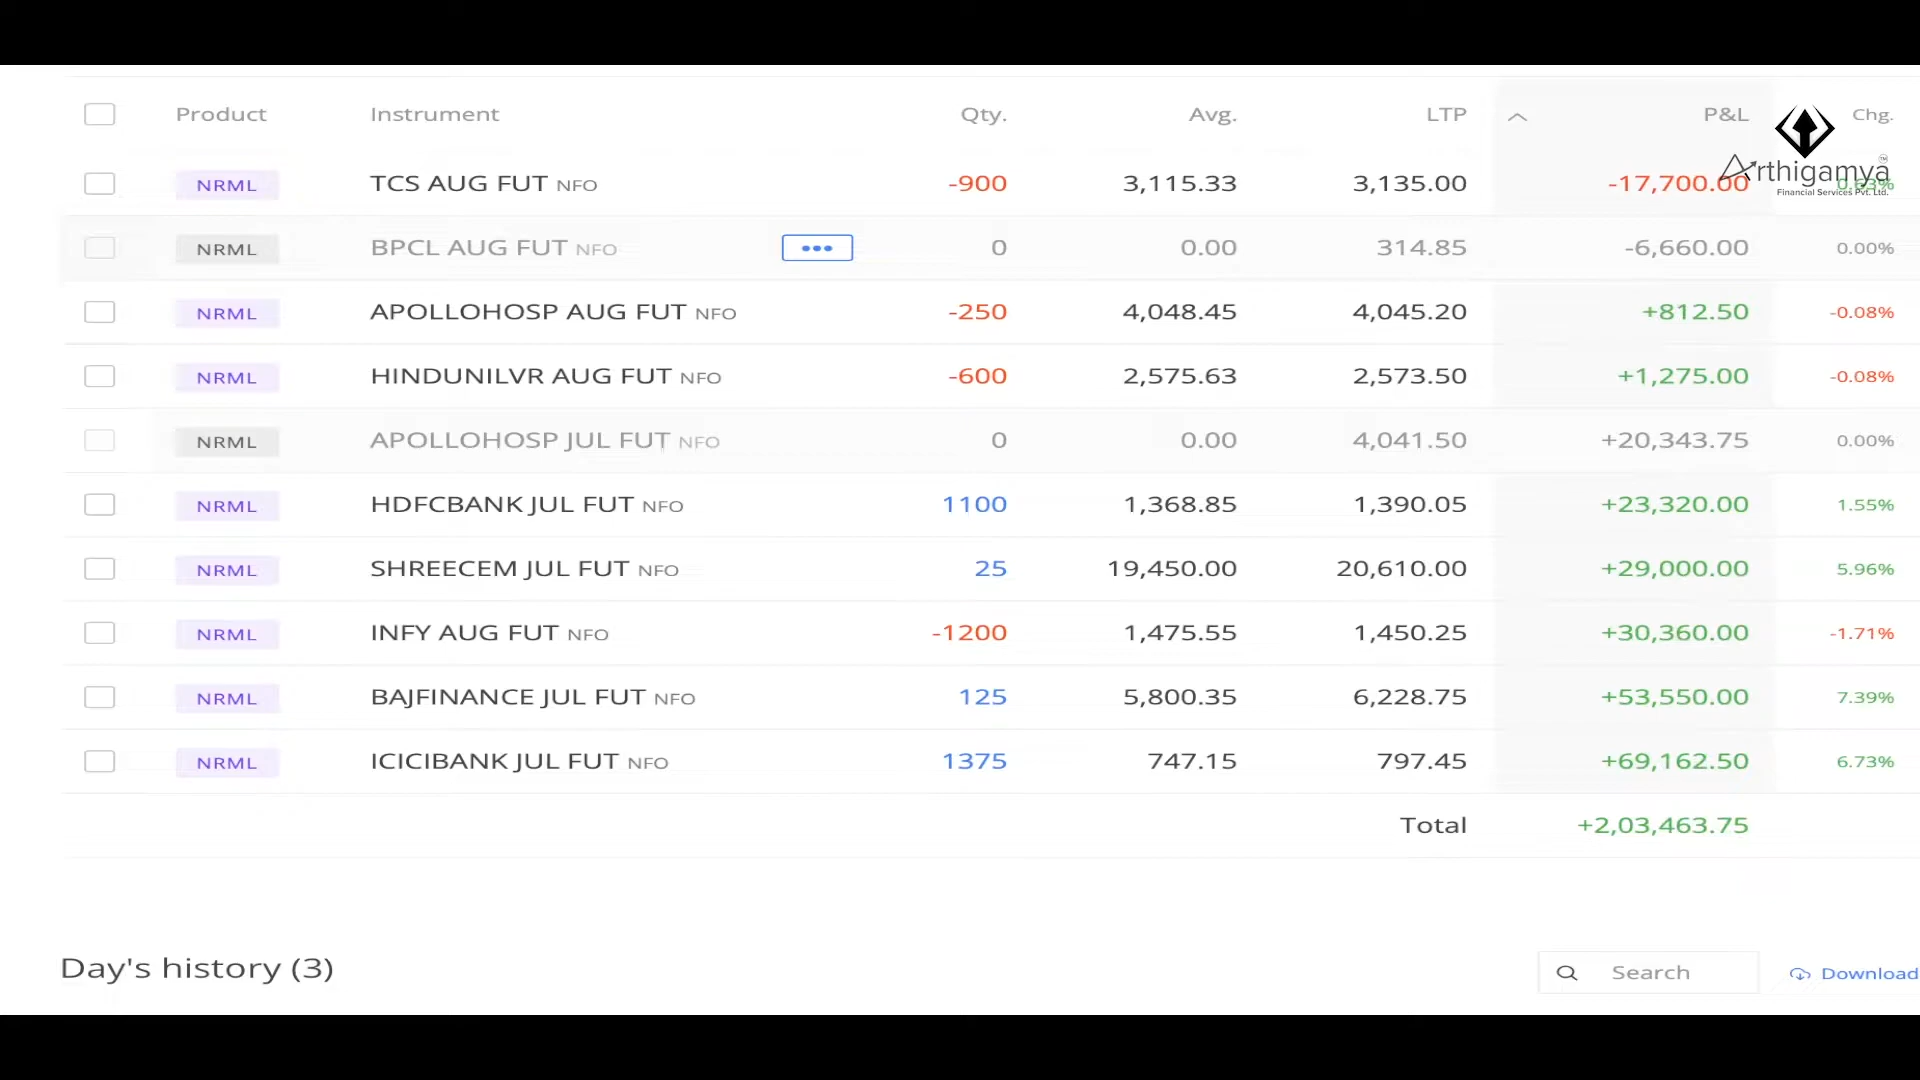 Product Instrument Qty. Avg. LTP P&L Chg.
NRML TCS AUG FUT NFO -900 3,115.33 3,135.00 -17,700.00 0.63%
NRML BPCL AUG FUT NFO ••• 0 0.00 314.85 -6,660.00 0.00%
NRML APOLLOHOSP AUG FUT NFO -250 4,048.45 4,045.20 +812.50 -0.08%
NRML HINDUNILVR AUG FUT NFO -600 2,575.63 2,573.50 +1,275.00 -0.08%
NRML APOLLOHOSP JUL FUT NFO 0 0.00 4,041.50 +20,343.75 0.00%
NRML HDFCBANK JUL FUT NFO 1100 1,368.85 1,390.05 +23,320.00 1.55%
NRML SHREECEM JUL FUT NFO 25 19,450.00 20,610.00 +29,000.00 5.96%
NRML INFY AUG FUT NFO -1200 1,475.55 1,450.25 +30,360.00 -1.71%
NRML BAJFINANCE JUL FUT NFO 125 5,800.35 6,228.75 +53,550.00 7.39%
NRML ICICIBANK JUL FUT NFO 1375 747.15 797.45 +69,162.50 6.73%
Total +2,03,463.75
Day's history (3) Search Download
Arthigamya™
Financial Services Pvt. Ltd.